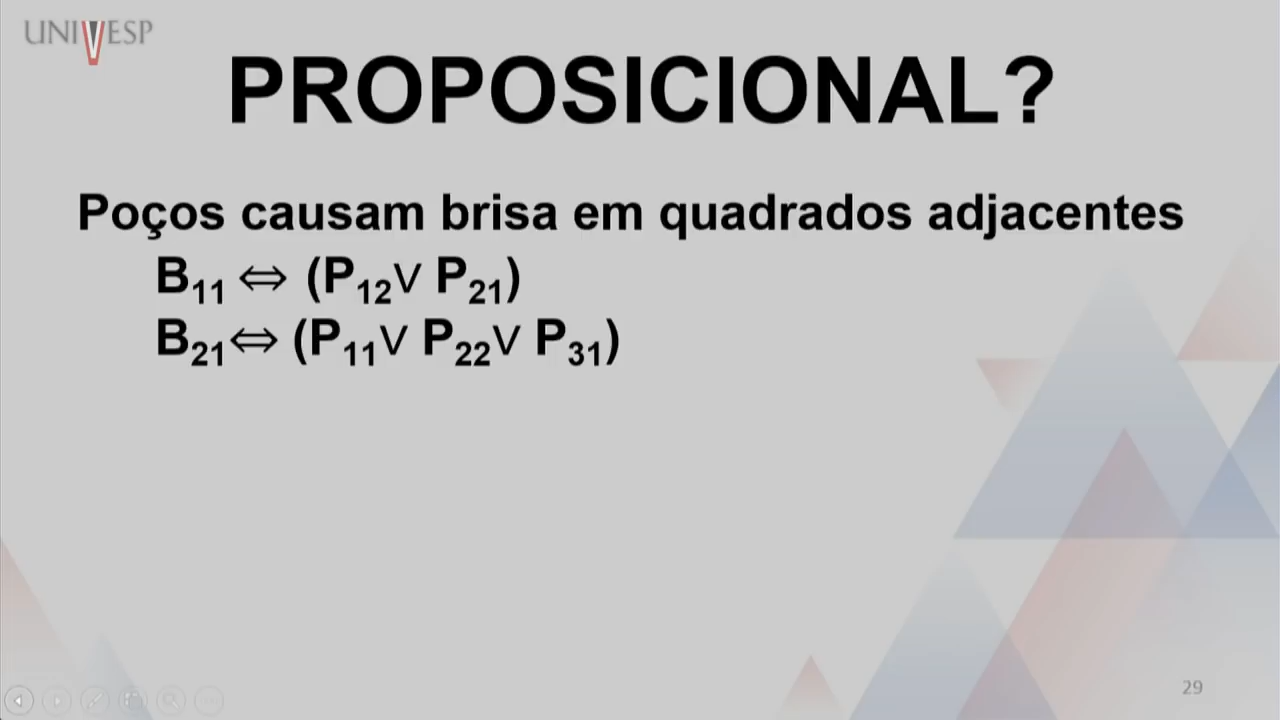 UNIVESP
PROPOSICIONAL?
Poços causam brisa em quadrados adjacentes
B₁₁ ⇔ (P₁₂∨ P₂₁)
B₂₁⇔ (P₁₁∨ P₂₂∨ P₃₁)
29